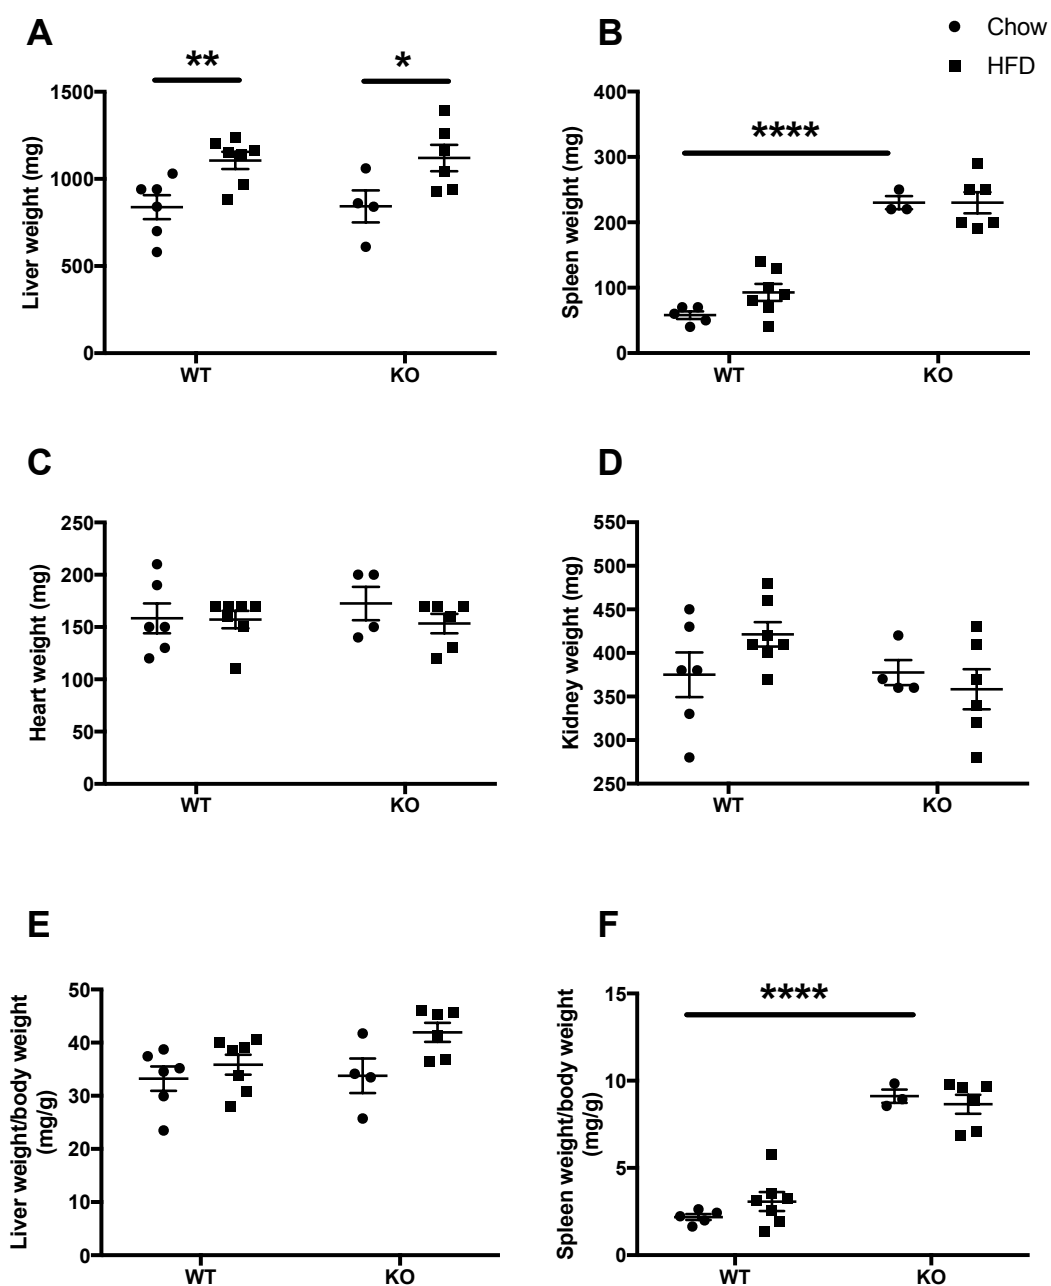 A
B
Chow
HFD
**
*
****
Liver weight (mg)
1500
1000
500
0
WT
KO
Spleen weight (mg)
400
300
200
100
0
WT
KO
C
D
Heart weight (mg)
250
200
150
100
50
0
WT
KO
Kidney weight (mg)
550
500
450
400
350
300
250
WT
KO
E
F
Liver weight/body weight
(mg/g)
50
40
30
20
10
0
WT
KO
****
Spleen weight/body weight
(mg/g)
15
10
5
0
WT
KO